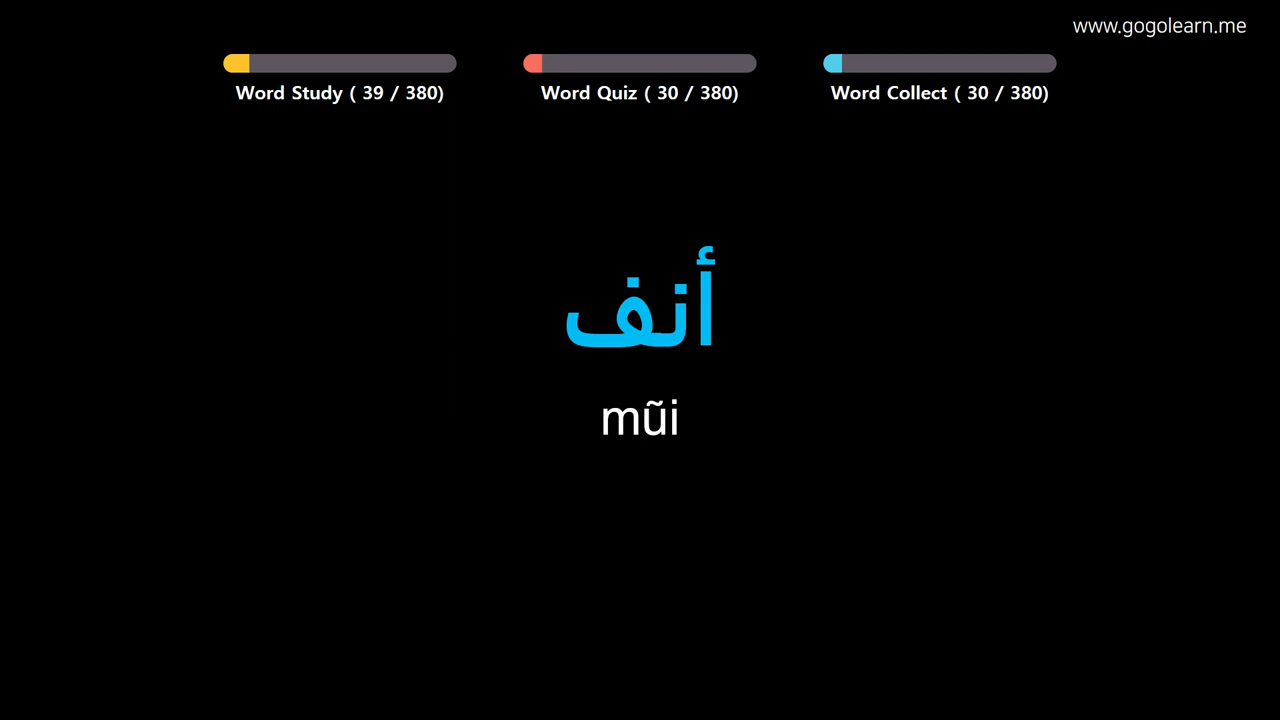 www.gogolearn.me
Word Study ( 39 / 380)
Word Quiz ( 30 / 380)
Word Collect ( 30 / 380)
أنف
mũi